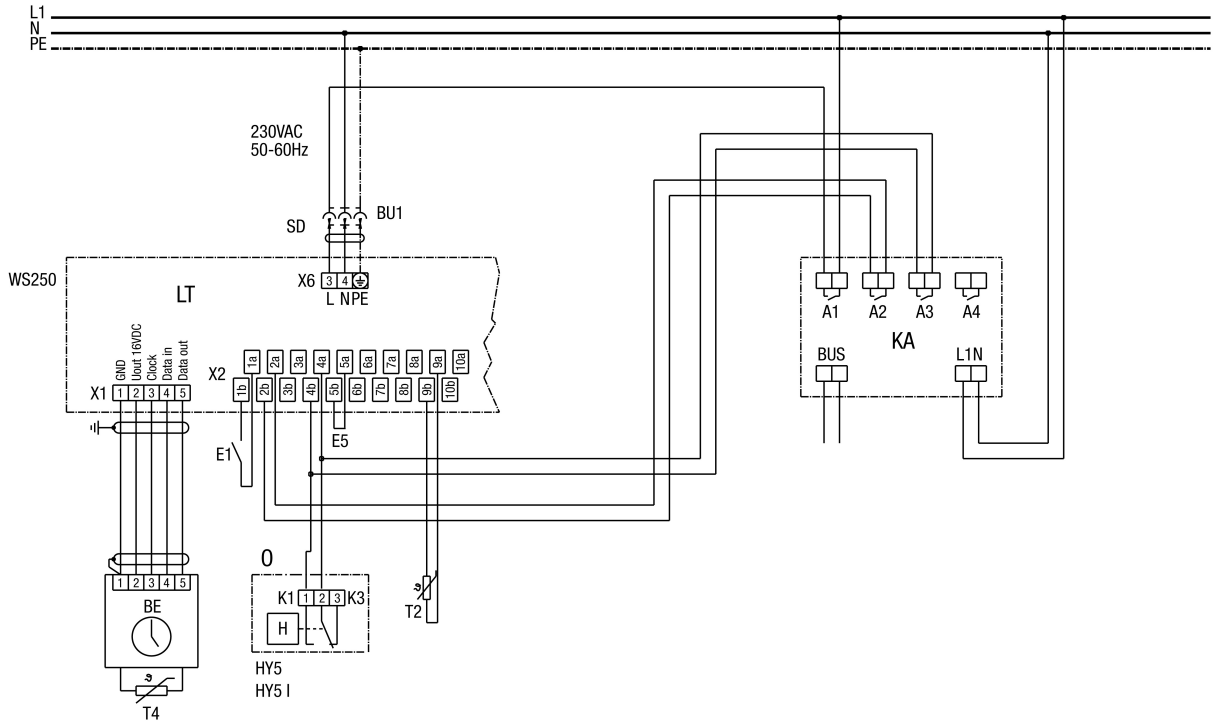 L1
N
PE
230VAC
50-60Hz
SD
BU1
WS250
LT
X6
3 4
L N PE
A1 A2 A3 A4
KA
BUS
L1N
GND
Uout 16VDC
Clock
Data in
Data out
X1
1 2 3 4 5
X2
1a 2a 3a 4a 5a 6a 7a 8a 9a 10a
1b 2b 3b 4b 5b 6b 7b 8b 9b 10b
E5
E1
O
1 2 3 4 5
BE
K1 1 2 3 K3
H
ϑ
T2
HY5
HY5 I
ϑ
T4